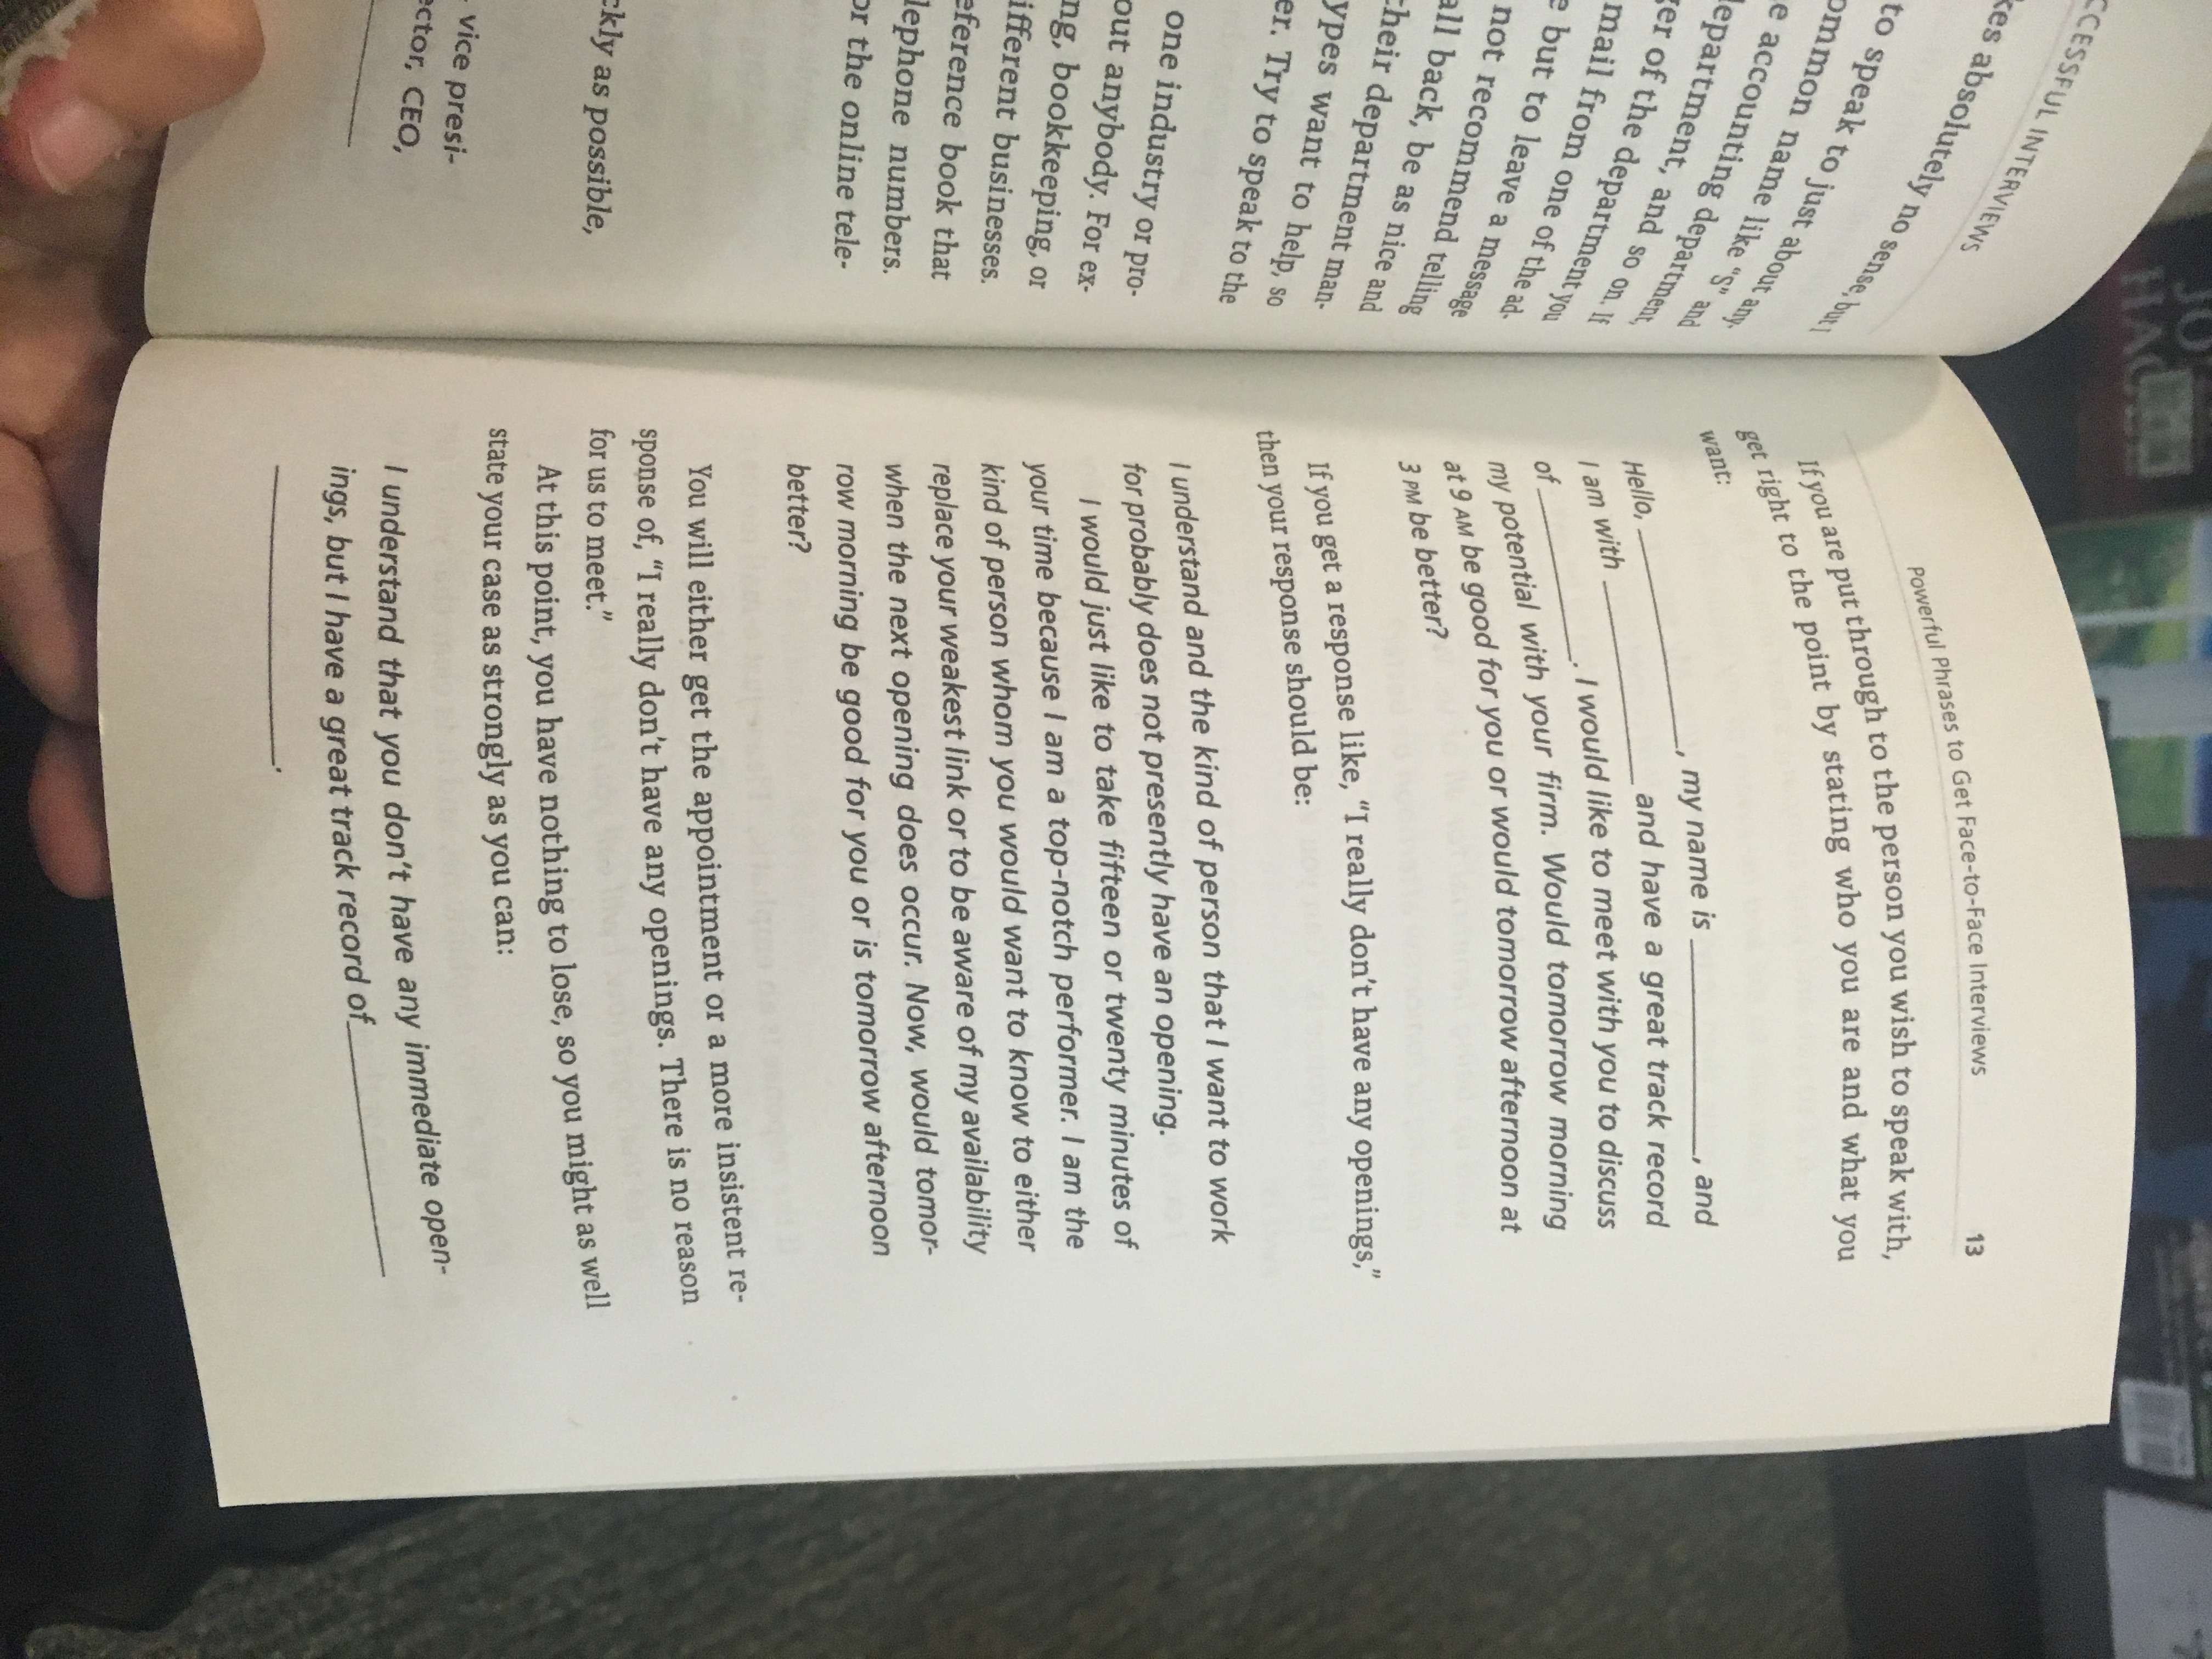 CCESSFUL INTERVIEWS
kes absolutely no sense, but I
to speak to just about any-
ommon name like “S” and
e accounting department,
department, and so on. If
ger of the department you
mail from one of the ad-
e but to leave a message
not recommend telling
all back, be as nice and
their department man-
ypes want to help, so
er. Try to speak to the
one industry or pro-
out anybody. For ex-
ng, bookkeeping, or
ifferent businesses.
eference book that
lephone numbers.
or the online tele-
ckly as possible,
vice presi-
ector, CEO,
Powerful Phrases to Get Face-to-Face Interviews 13
If you are put through to the person you wish to speak with,
get right to the point by stating who you are and what you
want:
Hello, ____________, my name is ____________, and
I am with ____________ and have a great track record
of ____________. I would like to meet with you to discuss
my potential with your firm. Would tomorrow morning
at 9 AM be good for you or would tomorrow afternoon at
3 PM be better?
If you get a response like, “I really don’t have any openings,”
then your response should be:
I understand and the kind of person that I want to work
for probably does not presently have an opening.
I would just like to take fifteen or twenty minutes of
your time because I am a top-notch performer. I am the
kind of person whom you would want to know to either
replace your weakest link or to be aware of my availability
when the next opening does occur. Now, would tomor-
row morning be good for you or is tomorrow afternoon
better?
You will either get the appointment or a more insistent re-
sponse of, “I really don’t have any openings. There is no reason
for us to meet.”
At this point, you have nothing to lose, so you might as well
state your case as strongly as you can:
I understand that you don’t have any immediate open-
ings, but I have a great track record of ____________
____________.